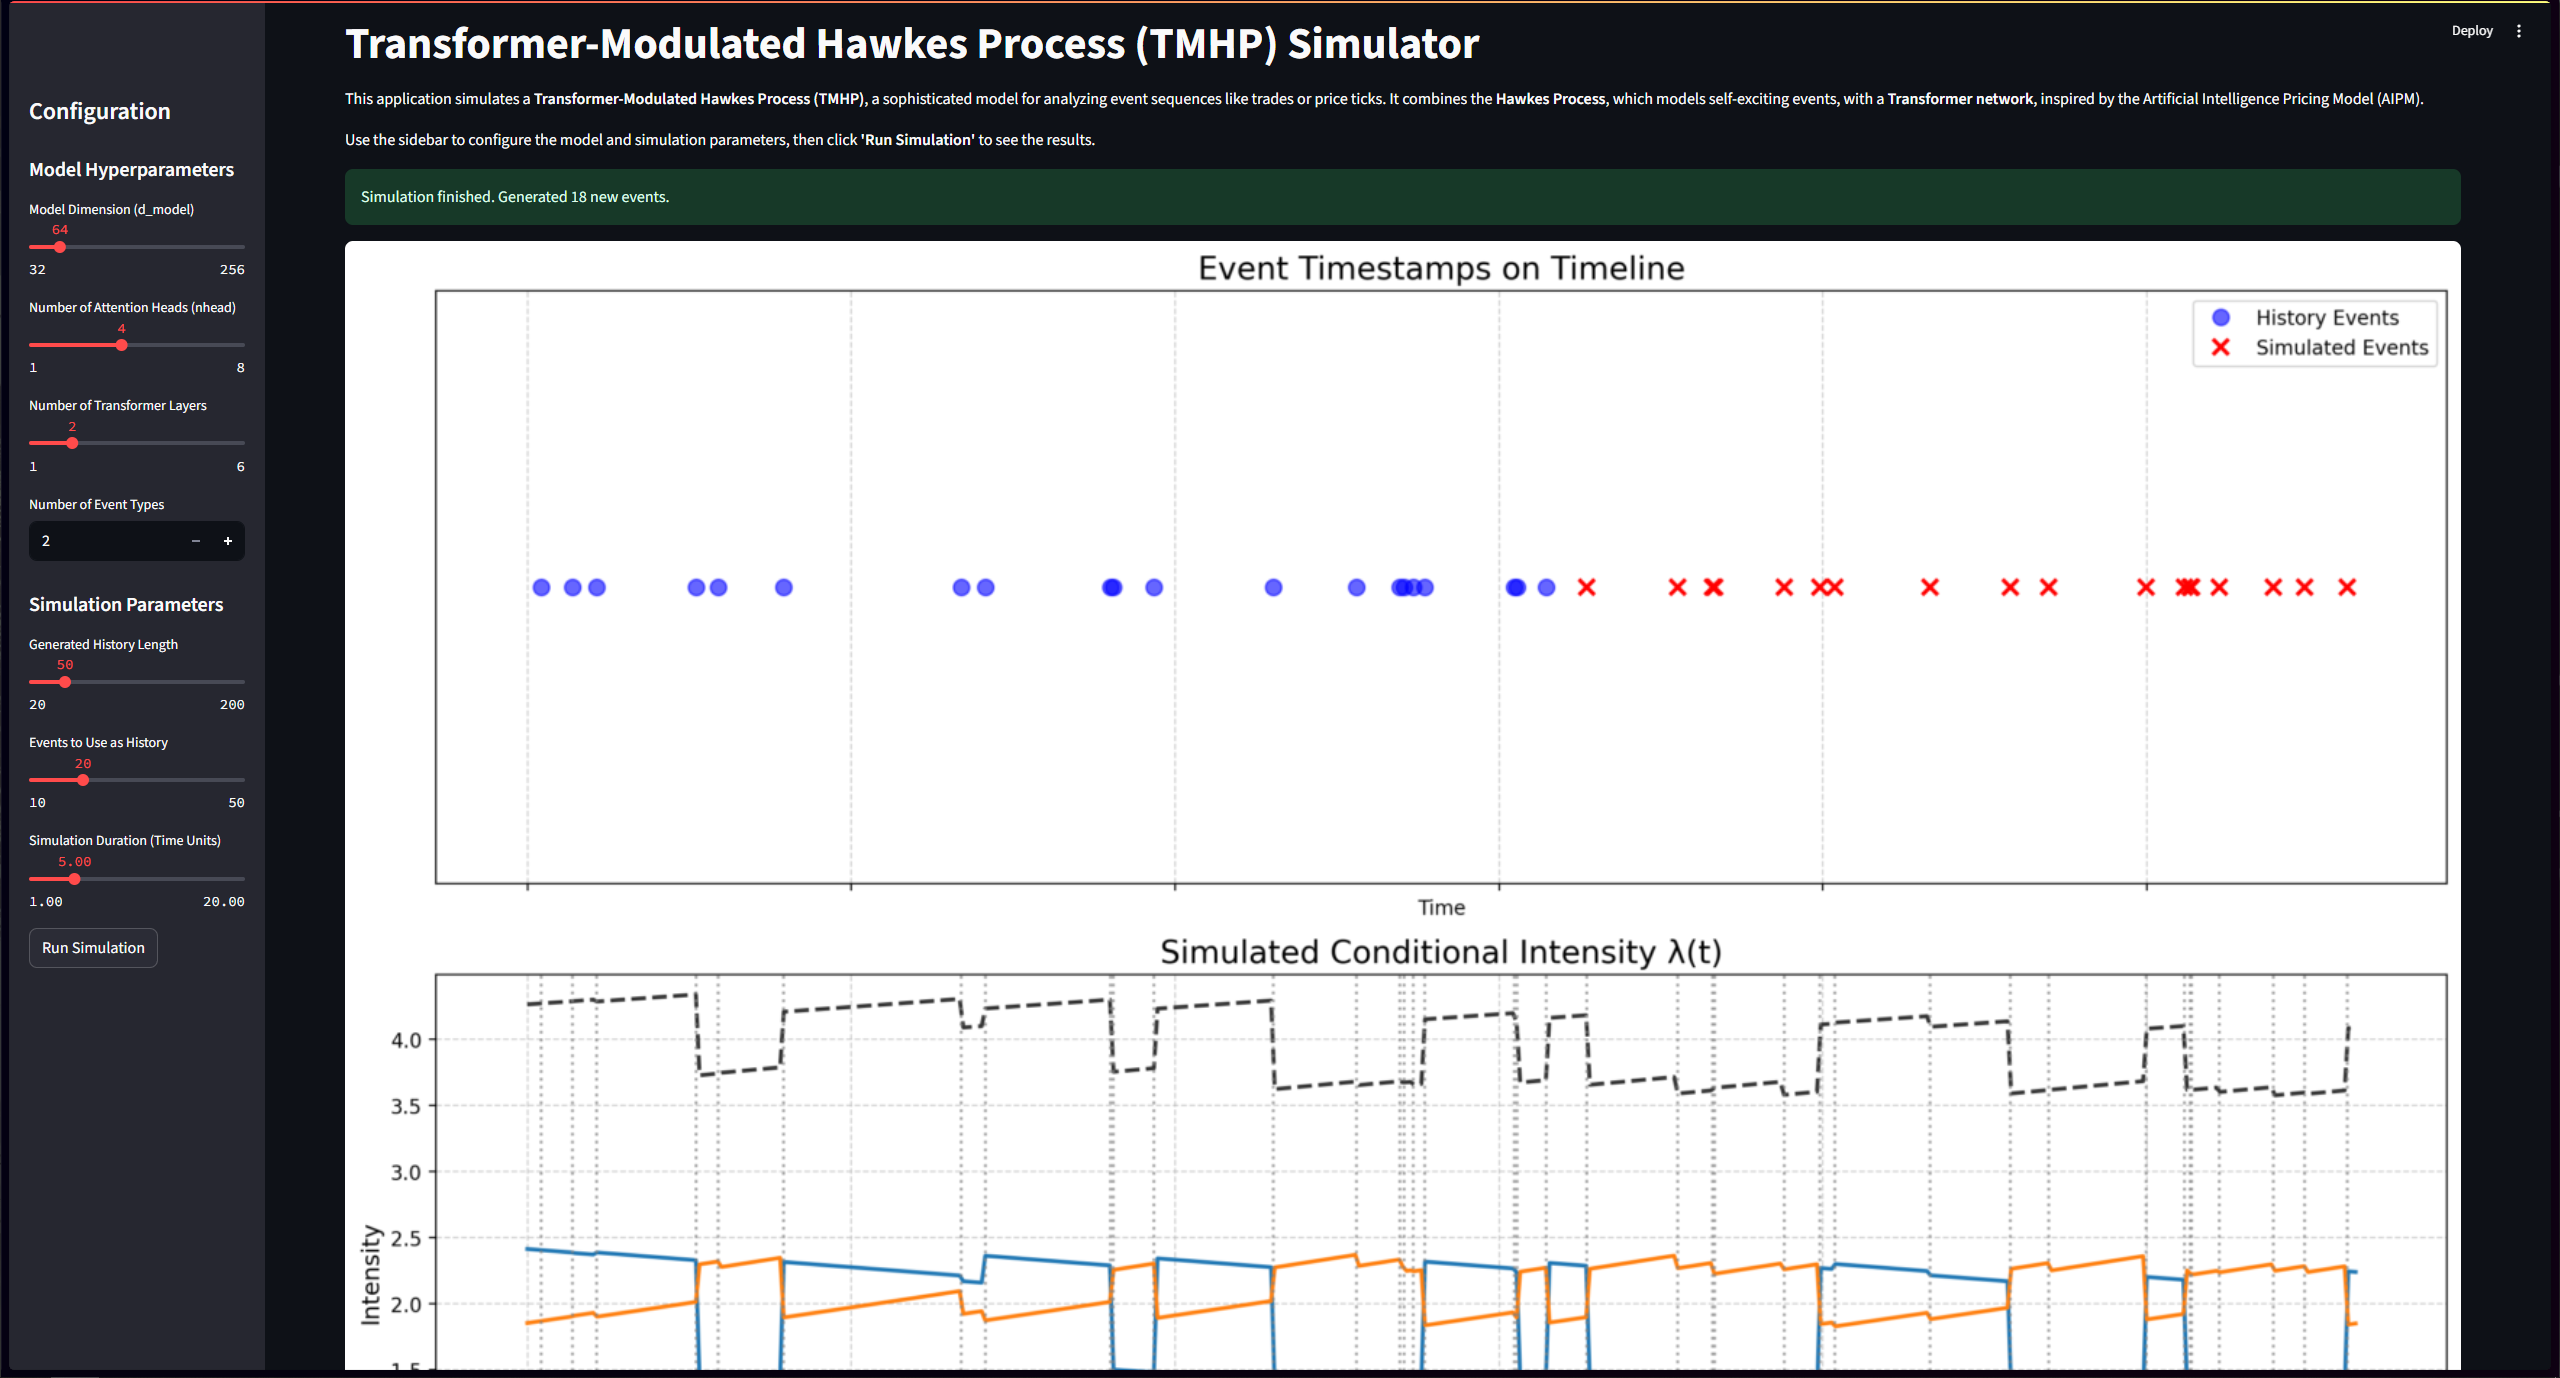 Deploy
Transformer-Modulated Hawkes Process (TMHP) Simulator
This application simulates a Transformer-Modulated Hawkes Process (TMHP), a sophisticated model for analyzing event sequences like trades or price ticks. It combines the Hawkes Process, which models self-exciting events, with a Transformer network, inspired by the Artificial Intelligence Pricing Model (AIPM).
Use the sidebar to configure the model and simulation parameters, then click 'Run Simulation' to see the results.
Configuration
Model Hyperparameters
Model Dimension (d_model)
64
32 256
Number of Attention Heads (nhead)
4
1 8
Number of Transformer Layers
2
1 6
Number of Event Types
2 − +
Simulation Parameters
Generated History Length
50
20 200
Events to Use as History
20
10 50
Simulation Duration (Time Units)
5.00
1.00 20.00
Run Simulation
Simulation finished. Generated 18 new events.
Event Timestamps on Timeline
History Events
Simulated Events
Time
Simulated Conditional Intensity λ(t)
Intensity
4.0
3.5
3.0
2.5
2.0
1.5